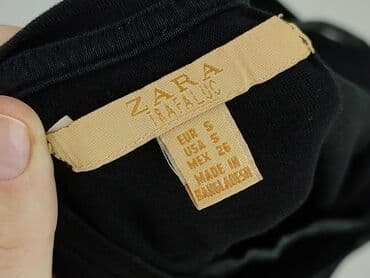 ZARA
TRAFALUC
EUR S
USA S
MEX 26
MADE IN
BANGLADESH